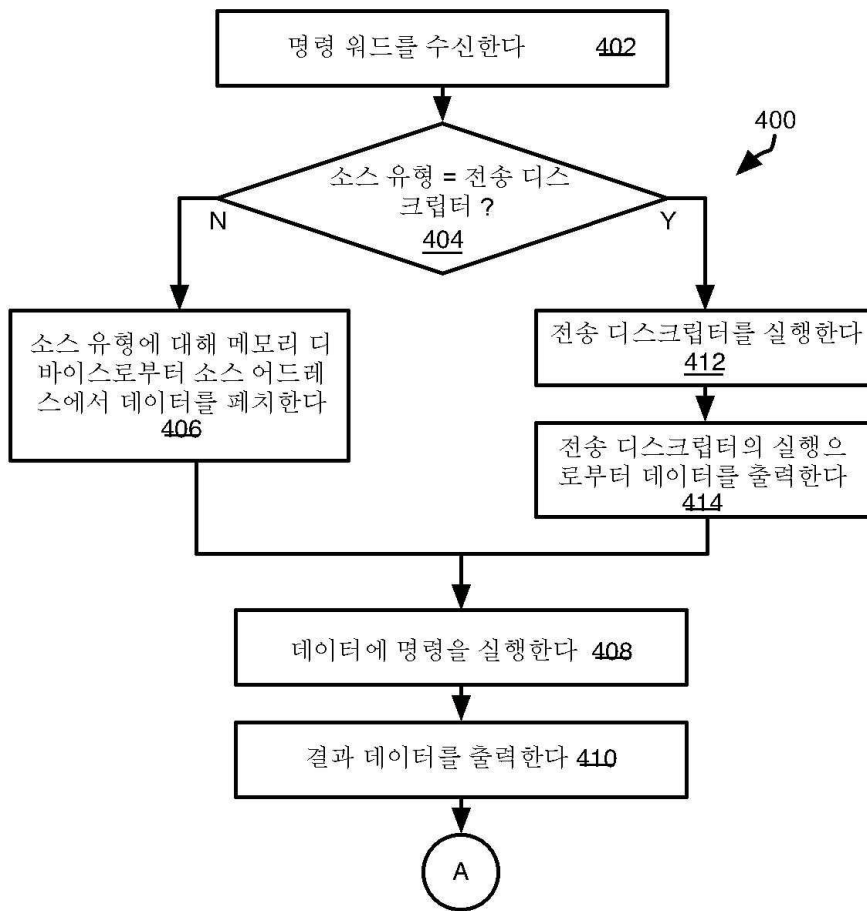 명령 워드를 수신한다 402
400
소스 유형 = 전송 디스
크립터 ?
404
N
Y
소스 유형에 대해 메모리 디
바이스로부터 소스 어드레
스에서 데이터를 페치한다
406
전송 디스크립터를 실행한다
412
전송 디스크립터의 실행으
로부터 데이터를 출력한다
414
데이터에 명령을 실행한다 408
결과 데이터를 출력한다 410
A